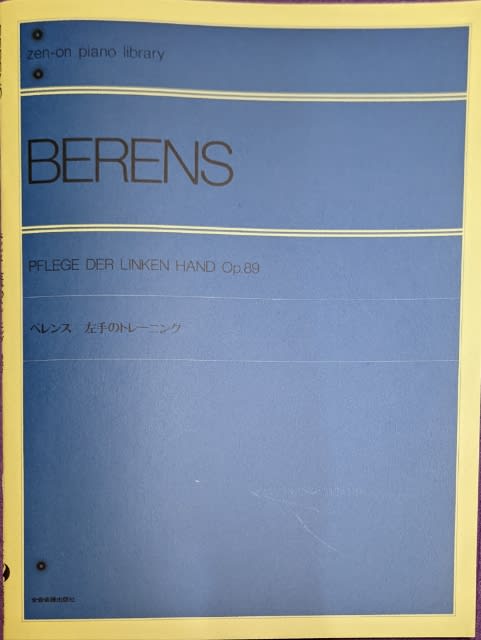 zen-on piano library
BERENS
PFLEGE DER LINKEN HAND Op.89
ベレンス 左手のトレーニング
全音楽譜出版社